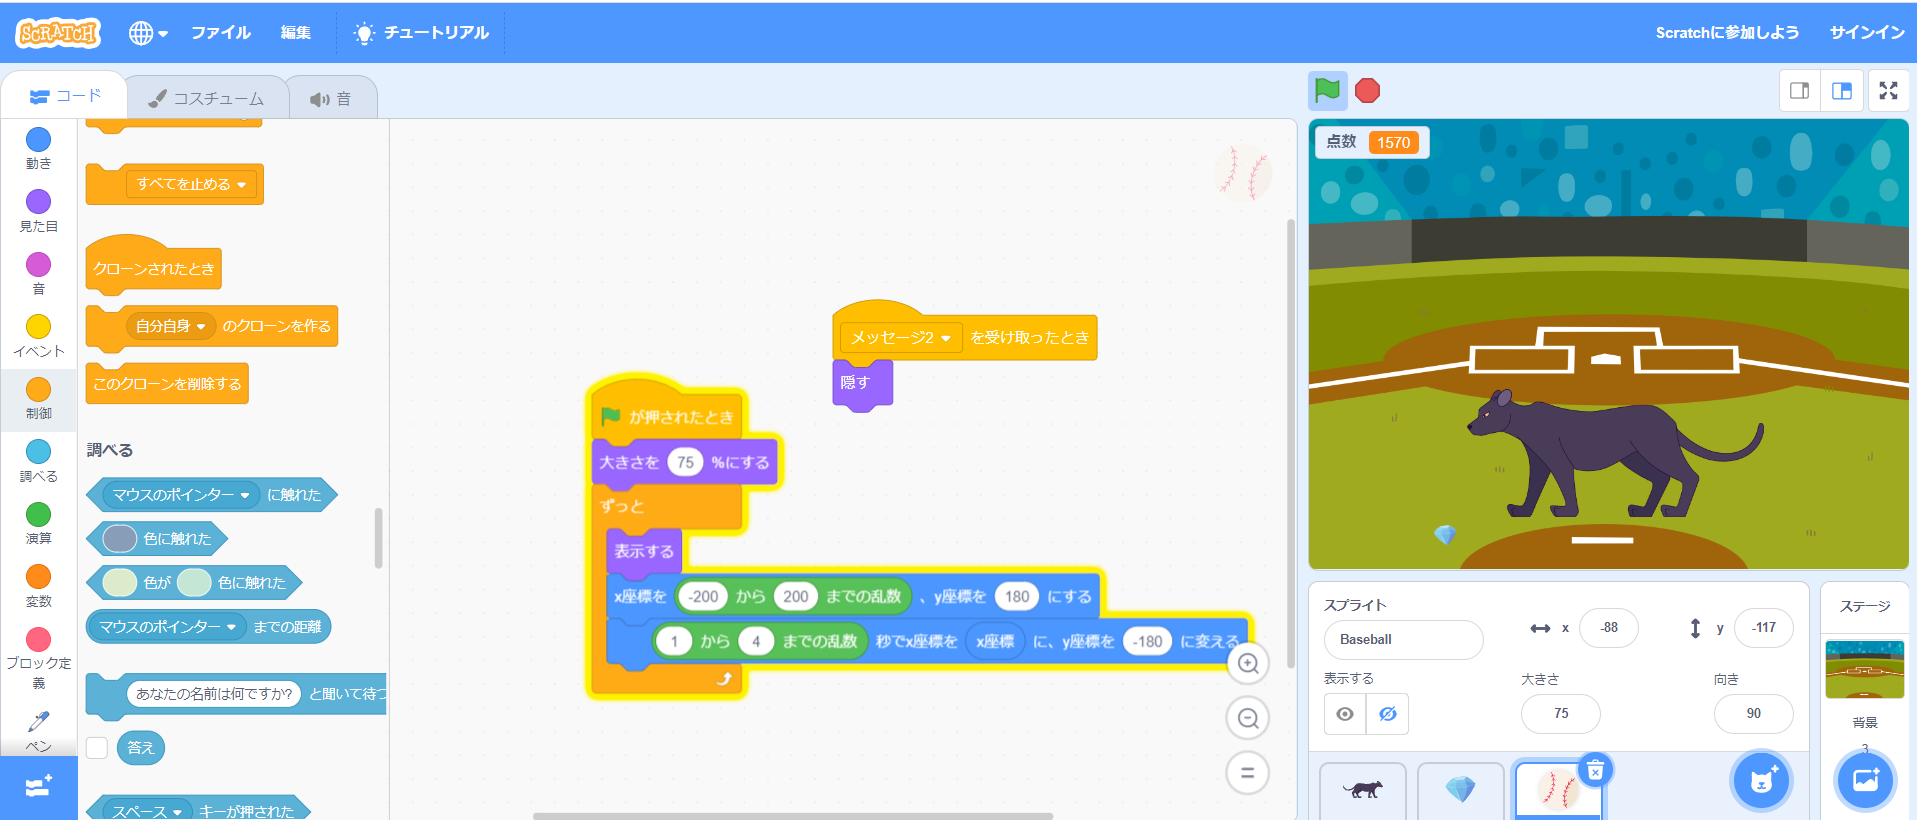 SCRATCH
ファイル
編集
チュートリアル
Scratchに参加しよう
サインイン
コード
コスチューム
音
動き
見た目
音
イベント
制御
調べる
演算
変数
ブロック定
義
ペン
すべてを止める
クローンされたとき
自分自身 のクローンを作る
このクローンを削除する
調べる
マウスのポインター に触れた
色に触れた
色が 色に触れた
マウスのポインター までの距離
あなたの名前は何ですか? と聞いて待つ
答え
スペース キーが押された
メッセージ2 を受け取ったとき
隠す
が押されたとき
大きさを 75 %にする
ずっと
表示する
x座標を -200 から 200 までの乱数 、y座標を 180 にする
1 から 4 までの乱数 秒でx座標を x座標 に、y座標を -180 に変える
点数 1570
スプライト
Baseball
x -88
y -117
表示する
大きさ
75
向き
90
ステージ
背景
3